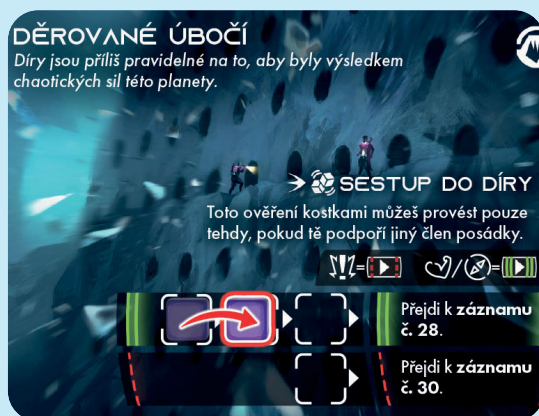 DĚROVANÉ ÚBOČÍ
Díry jsou příliš pravidelné na to, aby byly výsledkem
chaotických sil této planety.
SESTUP DO DÍRY
Toto ověření kostkami můžeš provést pouze
tehdy, pokud tě podpoří jiný člen posádky.
Přejdi k záznamu
č. 28.
Přejdi k záznamu
č. 30.